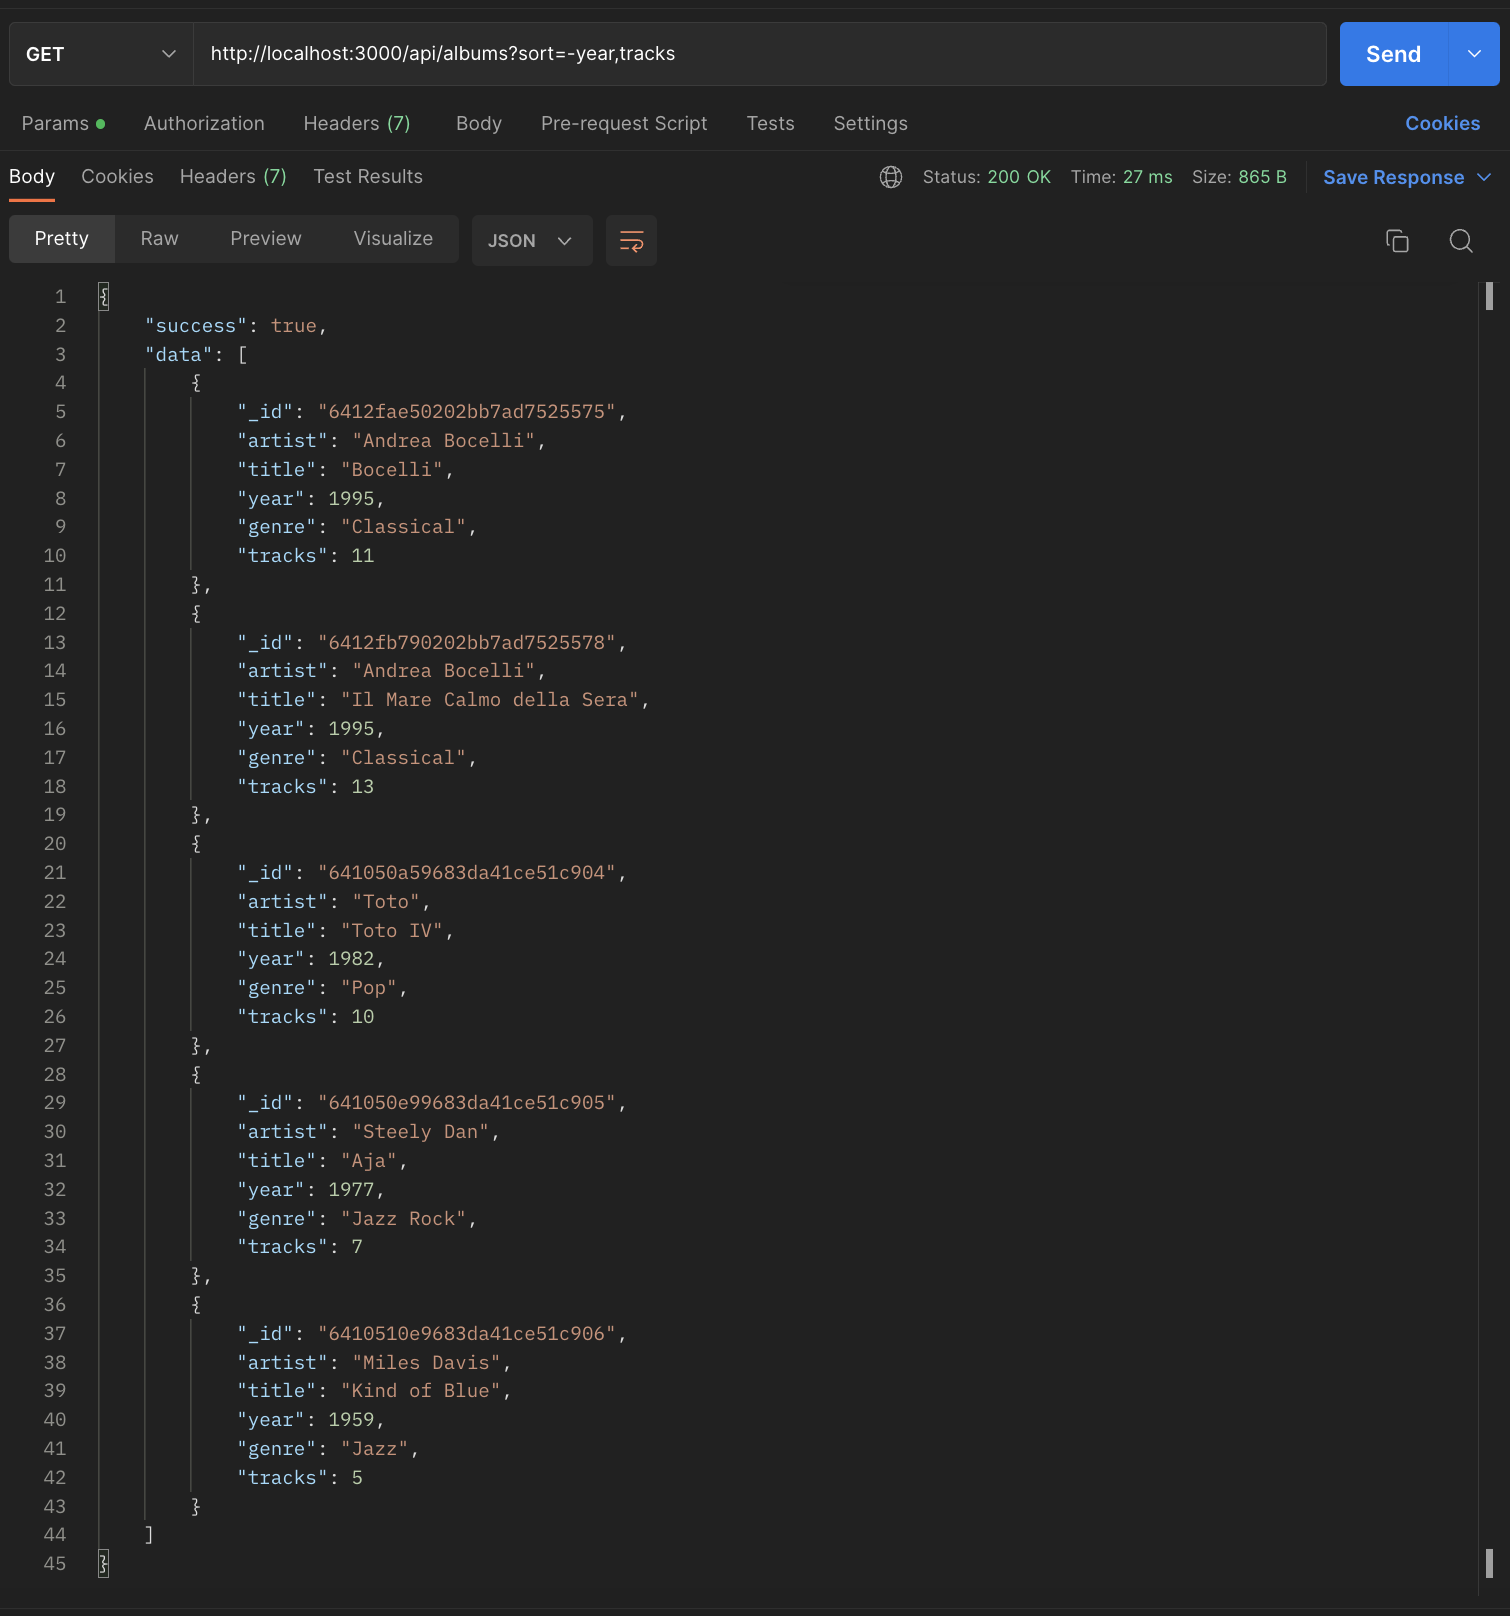 GET http://localhost:3000/api/albums?sort=-year,tracks Send
Params Authorization Headers (7) Body Pre-request Script Tests Settings Cookies
Body Cookies Headers (7) Test Results Status: 200 OK Time: 27 ms Size: 865 B Save Response
Pretty Raw Preview Visualize JSON
1 {
2 "success": true,
3 "data": [
4 {
5 "_id": "6412fae50202bb7ad7525575",
6 "artist": "Andrea Bocelli",
7 "title": "Bocelli",
8 "year": 1995,
9 "genre": "Classical",
10 "tracks": 11
11 },
12 {
13 "_id": "6412fb790202bb7ad7525578",
14 "artist": "Andrea Bocelli",
15 "title": "Il Mare Calmo della Sera",
16 "year": 1995,
17 "genre": "Classical",
18 "tracks": 13
19 },
20 {
21 "_id": "641050a59683da41ce51c904",
22 "artist": "Toto",
23 "title": "Toto IV",
24 "year": 1982,
25 "genre": "Pop",
26 "tracks": 10
27 },
28 {
29 "_id": "641050e99683da41ce51c905",
30 "artist": "Steely Dan",
31 "title": "Aja",
32 "year": 1977,
33 "genre": "Jazz Rock",
34 "tracks": 7
35 },
36 {
37 "_id": "6410510e9683da41ce51c906",
38 "artist": "Miles Davis",
39 "title": "Kind of Blue",
40 "year": 1959,
41 "genre": "Jazz",
42 "tracks": 5
43 }
44 ]
45 }